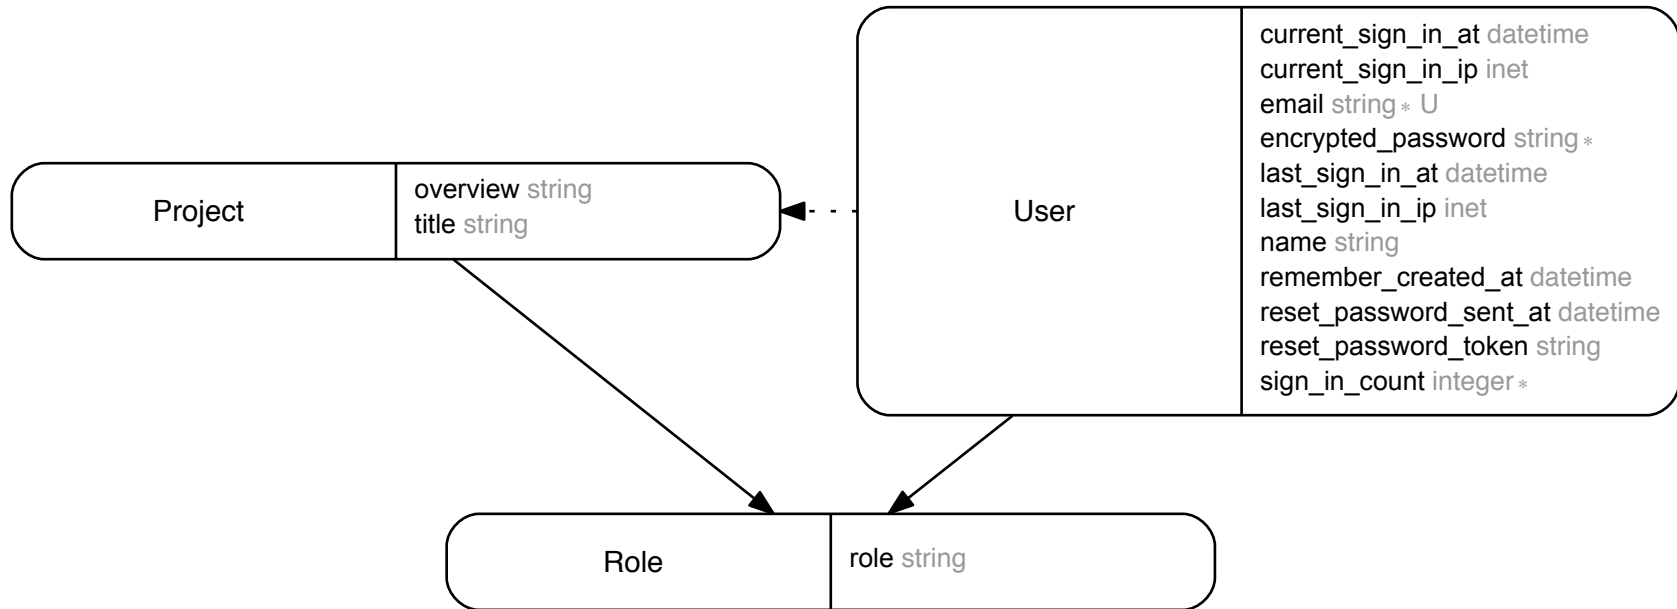 Project
overview string
title string
User
current_sign_in_at datetime
current_sign_in_ip inet
email string * U
encrypted_password string *
last_sign_in_at datetime
last_sign_in_ip inet
name string
remember_created_at datetime
reset_password_sent_at datetime
reset_password_token string
sign_in_count integer *
Role
role string